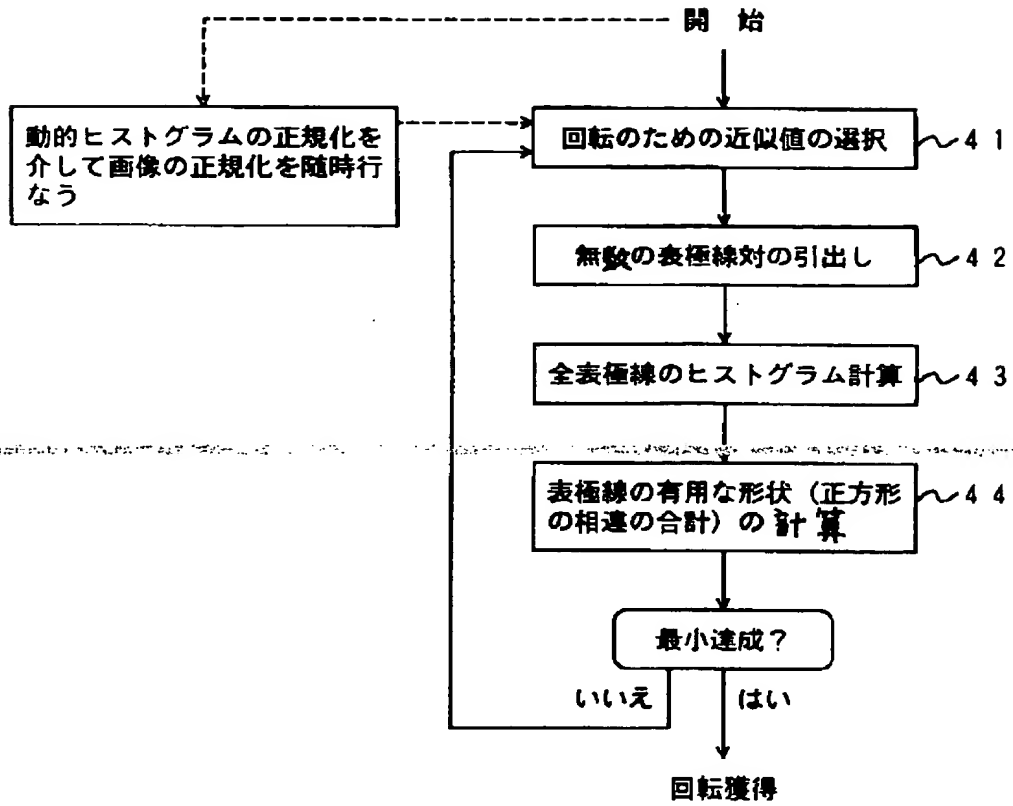 開 始
動的ヒストグラムの正規化を
介して画像の正規化を随時行
なう
回転のための近似値の選択
41
無数の表極線対の引出し
42
全表極線のヒストグラム計算
43
表極線の有用な形状（正方形
の相違の合計）の計算
44
最小達成？
いいえ
はい
回転獲得